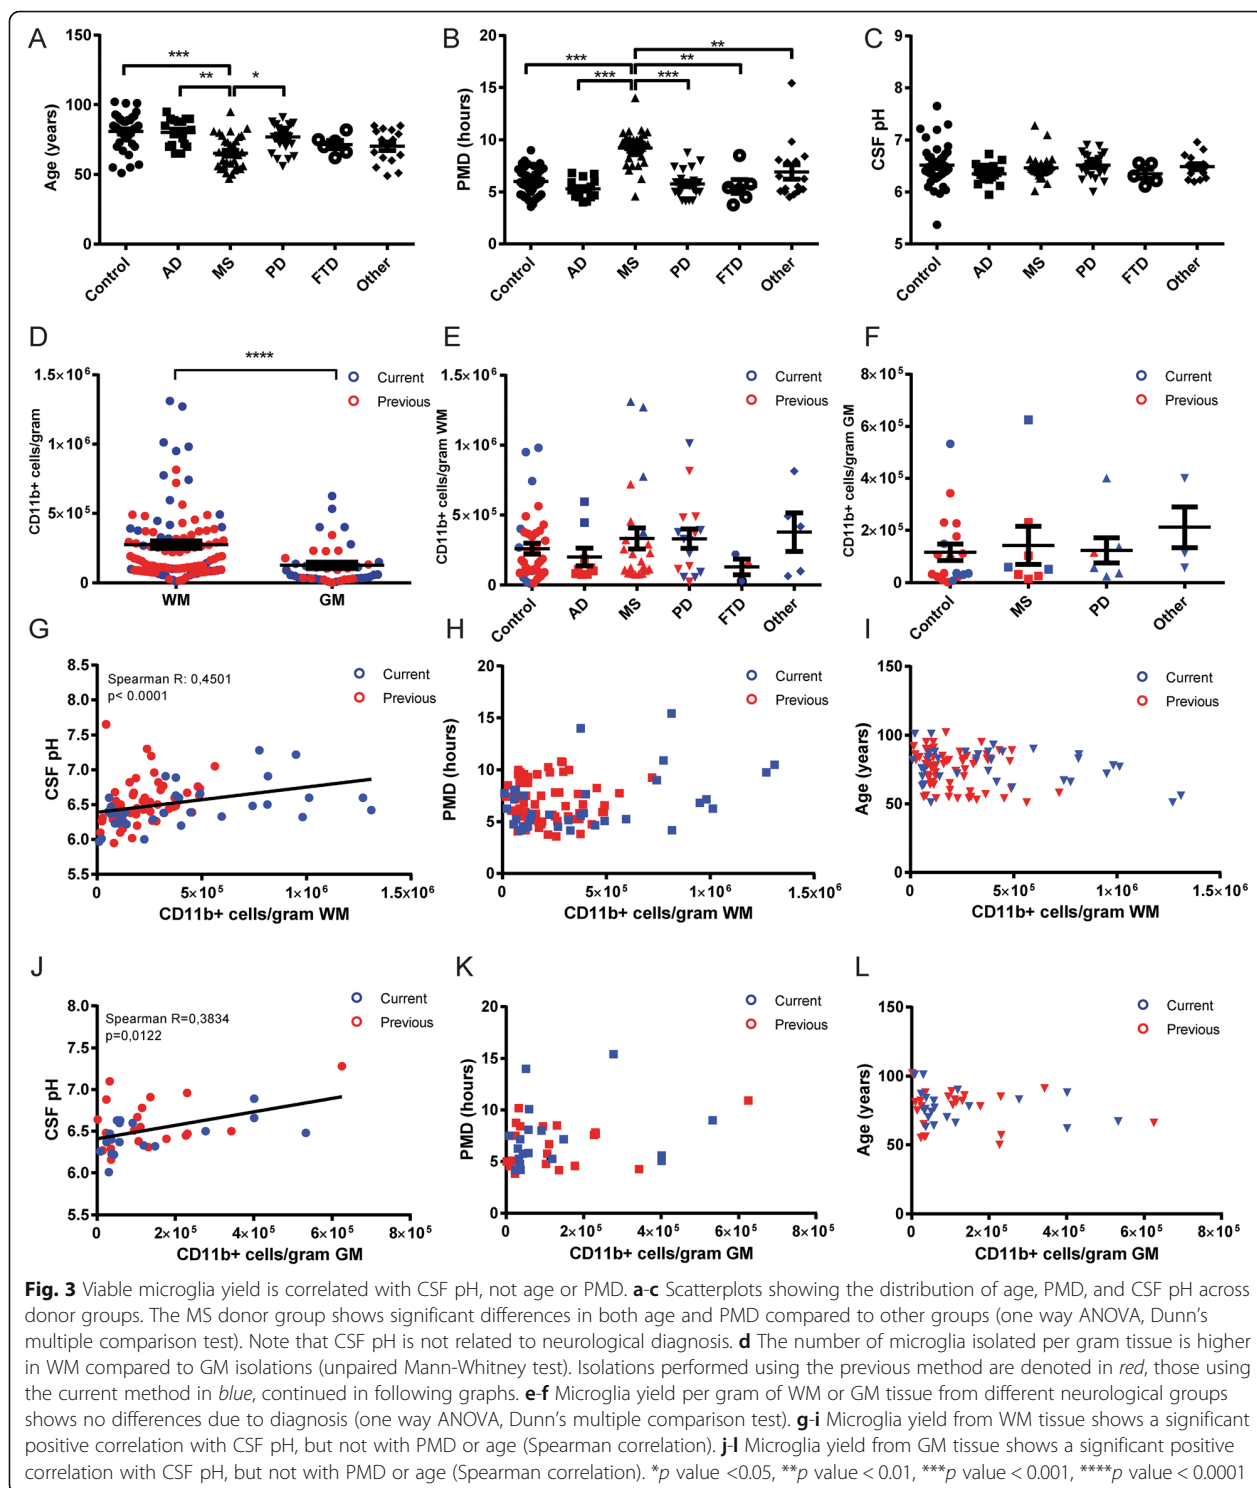 A
150
100
50
0
Age (years)
***
**
*
Control
AD
MS
PD
FTD
Other
B
20
15
10
5
0
PMD (hours)
***
***
**
**
***
Control
AD
MS
PD
FTD
Other
C
9
8
7
6
5
CSF pH
Control
AD
MS
PD
FTD
Other
D
1.5×10⁶
1×10⁶
5×10⁵
0
CD11b+ cells/gram
****
Current
Previous
WM
GM
E
1.5×10⁶
1×10⁶
5×10⁵
0
CD11b+ cells/gram WM
Current
Previous
Control
AD
MS
PD
FTD
Other
F
8×10⁵
6×10⁵
4×10⁵
2×10⁵
0
CD11b+ cells/gram GM
Current
Previous
Control
MS
PD
Other
G
8.5
8.0
7.5
7.0
6.5
6.0
5.5
CSF pH
Spearman R: 0,4501
p< 0.0001
Current
Previous
0
5×10⁵
1×10⁶
1.5×10⁶
CD11b+ cells/gram WM
H
20
15
10
5
0
PMD (hours)
Current
Previous
0
5×10⁵
1×10⁶
1.5×10⁶
CD11b+ cells/gram WM
I
150
100
50
0
Age (years)
Current
Previous
0
5×10⁵
1×10⁶
1.5×10⁶
CD11b+ cells/gram WM
J
8.0
7.5
7.0
6.5
6.0
5.5
CSF pH
Spearman R=0,3834
p=0,0122
Current
Previous
0
2×10⁵
4×10⁵
6×10⁵
8×10⁵
CD11b+ cells/gram GM
K
20
15
10
5
0
PMD (hours)
Current
Previous
0
2×10⁵
4×10⁵
6×10⁵
8×10⁵
CD11b+ cells/gram GM
L
150
100
50
0
Age (years)
Current
Previous
0
2×10⁵
4×10⁵
6×10⁵
8×10⁵
CD11b+ cells/gram GM
Fig. 3 Viable microglia yield is correlated with CSF pH, not age or PMD. a-c Scatterplots showing the distribution of age, PMD, and CSF pH across
donor groups. The MS donor group shows significant differences in both age and PMD compared to other groups (one way ANOVA, Dunn's
multiple comparison test). Note that CSF pH is not related to neurological diagnosis. d The number of microglia isolated per gram tissue is higher
in WM compared to GM isolations (unpaired Mann-Whitney test). Isolations performed using the previous method are denoted in red, those using
the current method in blue, continued in following graphs. e-f Microglia yield per gram of WM or GM tissue from different neurological groups
shows no differences due to diagnosis (one way ANOVA, Dunn's multiple comparison test). g-i Microglia yield from WM tissue shows a significant
positive correlation with CSF pH, but not with PMD or age (Spearman correlation). j-l Microglia yield from GM tissue shows a significant positive
correlation with CSF pH, but not with PMD or age (Spearman correlation). *p value <0.05, **p value < 0.01, ***p value < 0.001, ****p value < 0.0001